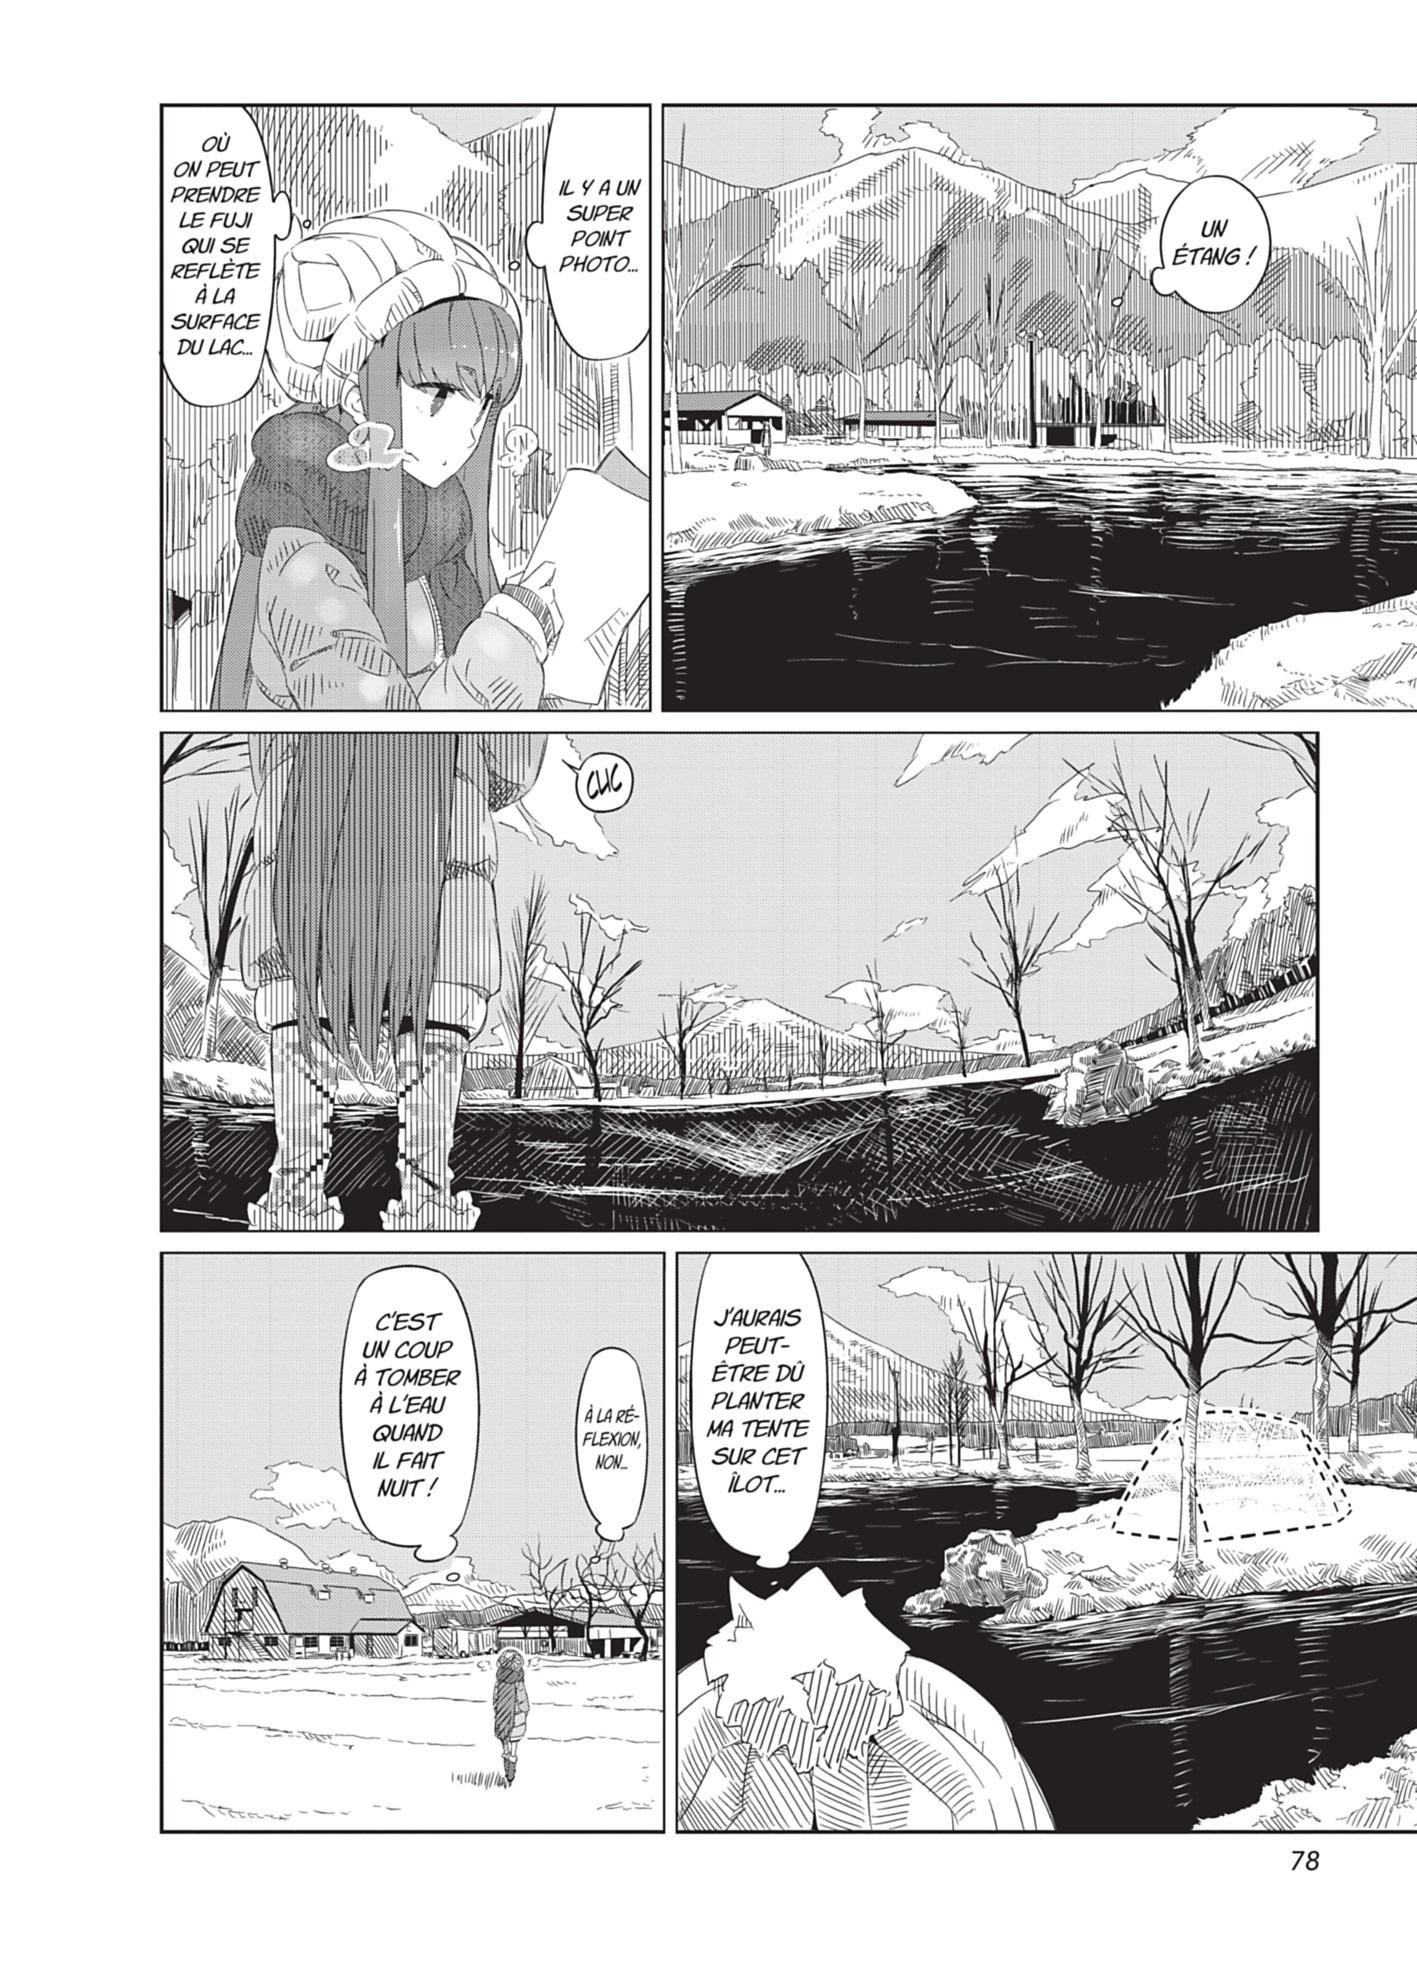 UN
ÉTANG !
IL Y A UN
SUPER
POINT
PHOTO...
OÙ
ON PEUT
PRENDRE
LE FUJI
QUI SE
REFLÈTE
À LA
SURFACE
DU LAC...
CLIC
J'AURAIS
PEUT-
ÊTRE DÛ
PLANTER
MA TENTE
SUR CET
ÎLOT...
À LA RÉ-
FLEXION,
NON...
C'EST
UN COUP
À TOMBER
À L'EAU
QUAND
IL FAIT
NUIT !
78